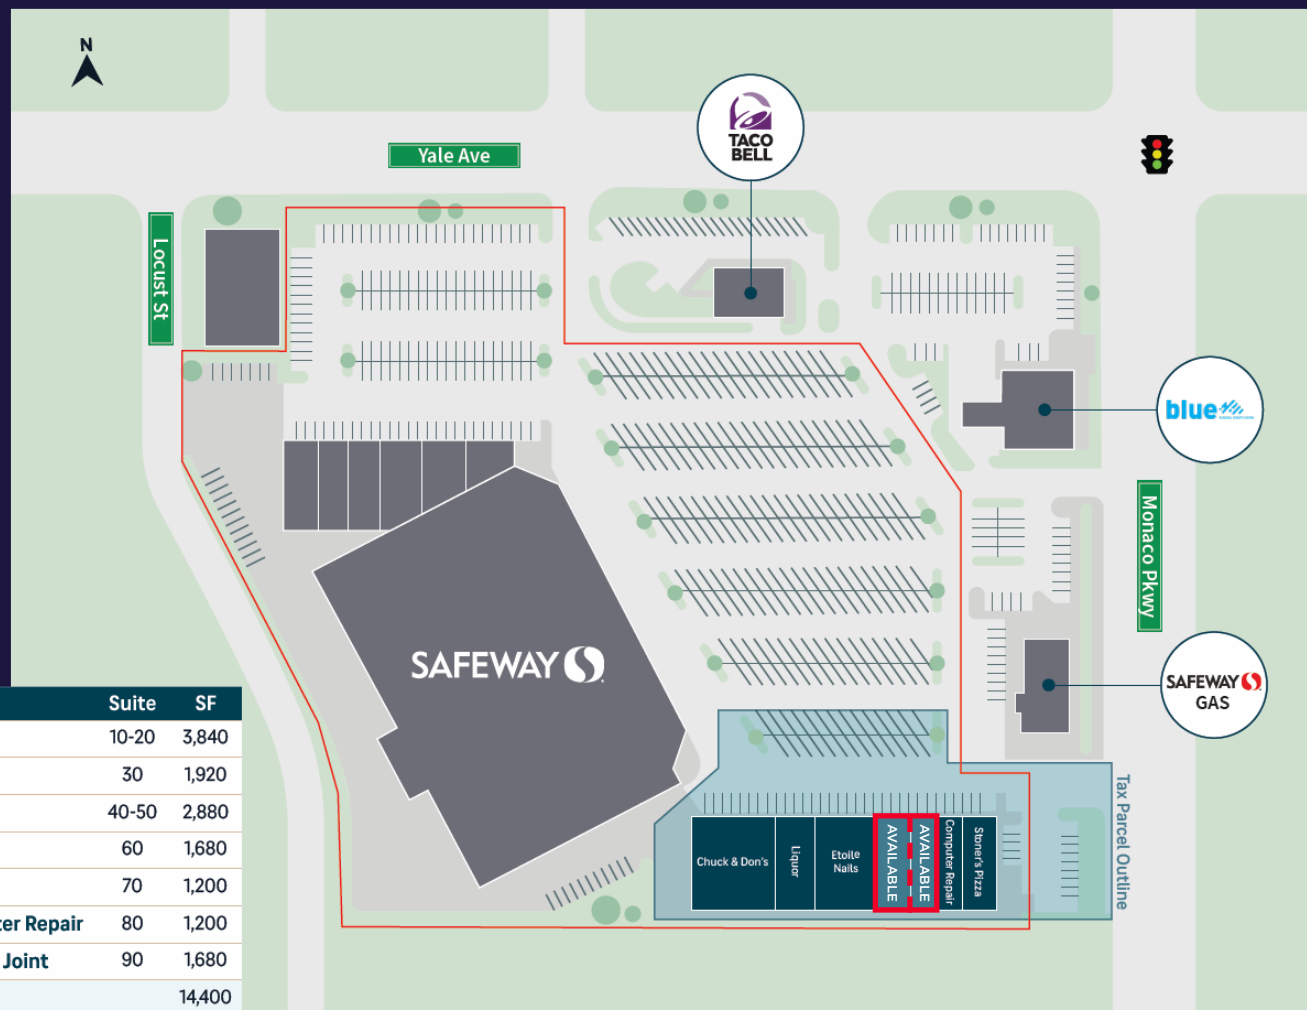 N
TACO
BELL
Yale Ave
Locust St
blue
Monaco Pkwy
SAFEWAY
SAFEWAY
GAS
Suite SF
10-20 3,840
30 1,920
40-50 2,880
60 1,680
70 1,200
ter Repair 80 1,200
Joint 90 1,680
14,400
Chuck & Don's
Liquor
Etoile
Nails
AVAILABLE
AVAILABLE
Computer Repair
Stoner's Pizza
Tax Parcel Outline